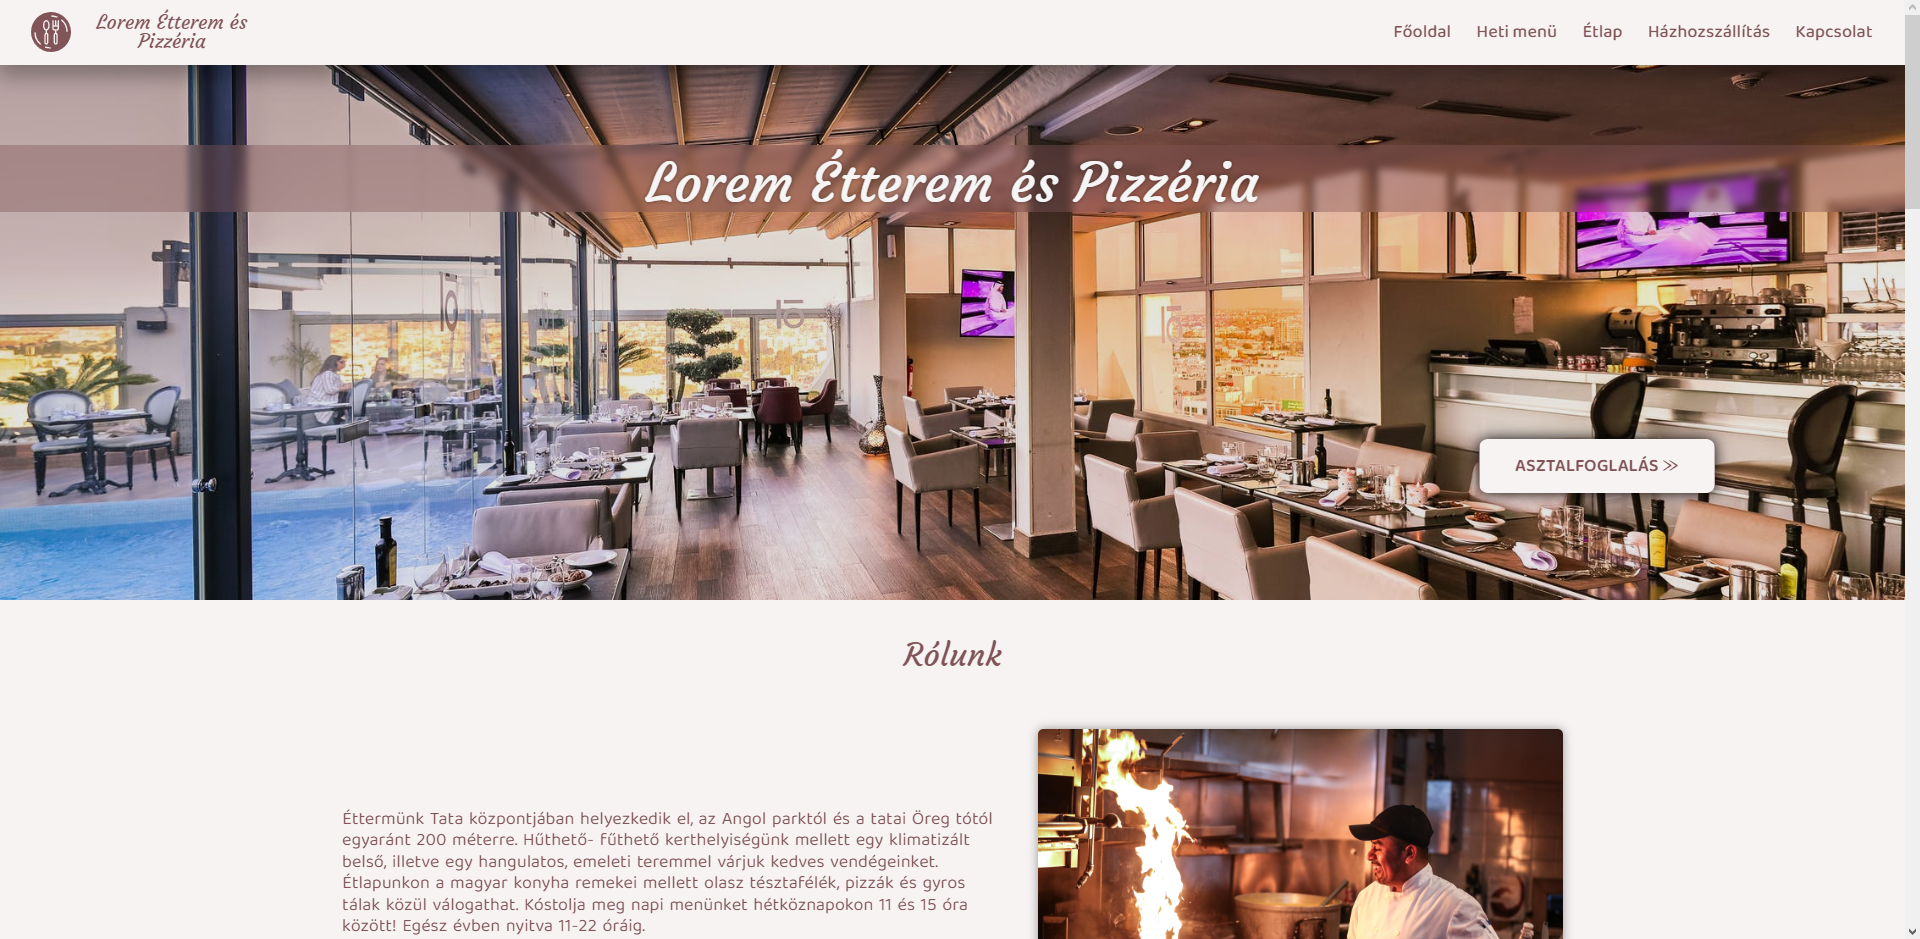 Lorem Étterem és
Pizzéria
Főoldal
Heti menü
Étlap
Házhozszállítás
Kapcsolat
Lorem Étterem és Pizzéria
ASZTALFOGLALÁS
Rólunk
Éttermünk Tata központjában helyezkedik el, az Angol parktól és a tatai Öreg tótól
egyaránt 200 méterre. Hűthető- fűthető kerthelyiségünk mellett egy klimatizált
belső, illetve egy hangulatos, emeleti teremmel várjuk kedves vendégeinket.
Étlapunkon a magyar konyha remekei mellett olasz tésztafélék, pizzák és gyros
tálak közül válogathat. Kóstolja meg napi menünket hétköznapokon 11 és 15 óra
között! Egész évben nyitva 11-22 óráig.